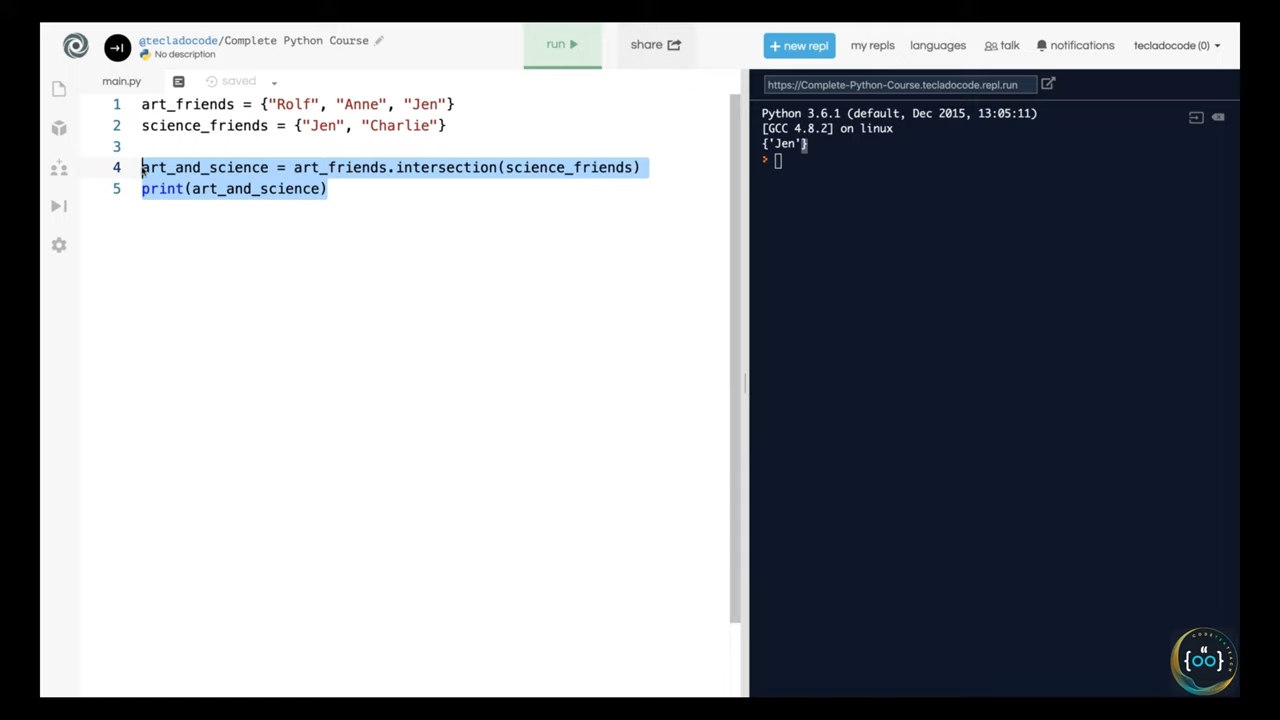 @tecladocode/Complete Python Course
No description
run
share
+ new repl
my repls
languages
talk
notifications
tecladocode (0)
main.py
saved
https://Complete-Python-Course.tecladocode.repl.run
1 art_friends = {"Rolf", "Anne", "Jen"}
2 science_friends = {"Jen", "Charlie"}
3
4 art_and_science = art_friends.intersection(science_friends)
5 print(art_and_science)
Python 3.6.1 (default, Dec 2015, 13:05:11)
[GCC 4.8.2] on linux
{'Jen'}
>